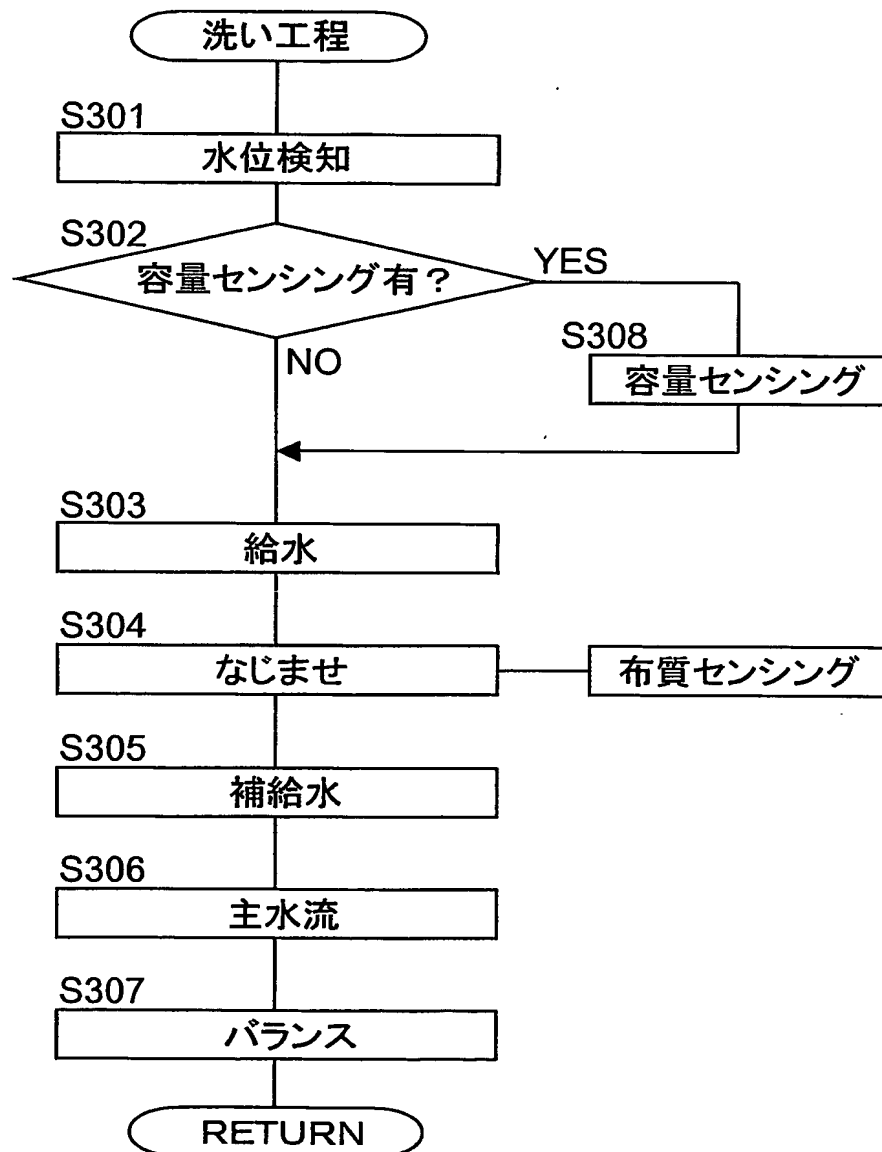 洗い工程
S301
水位検知
S302
容量センシング有？
YES
NO
S308
容量センシング
S303
給水
S304
なじませ
布質センシング
S305
補給水
S306
主水流
S307
バランス
RETURN